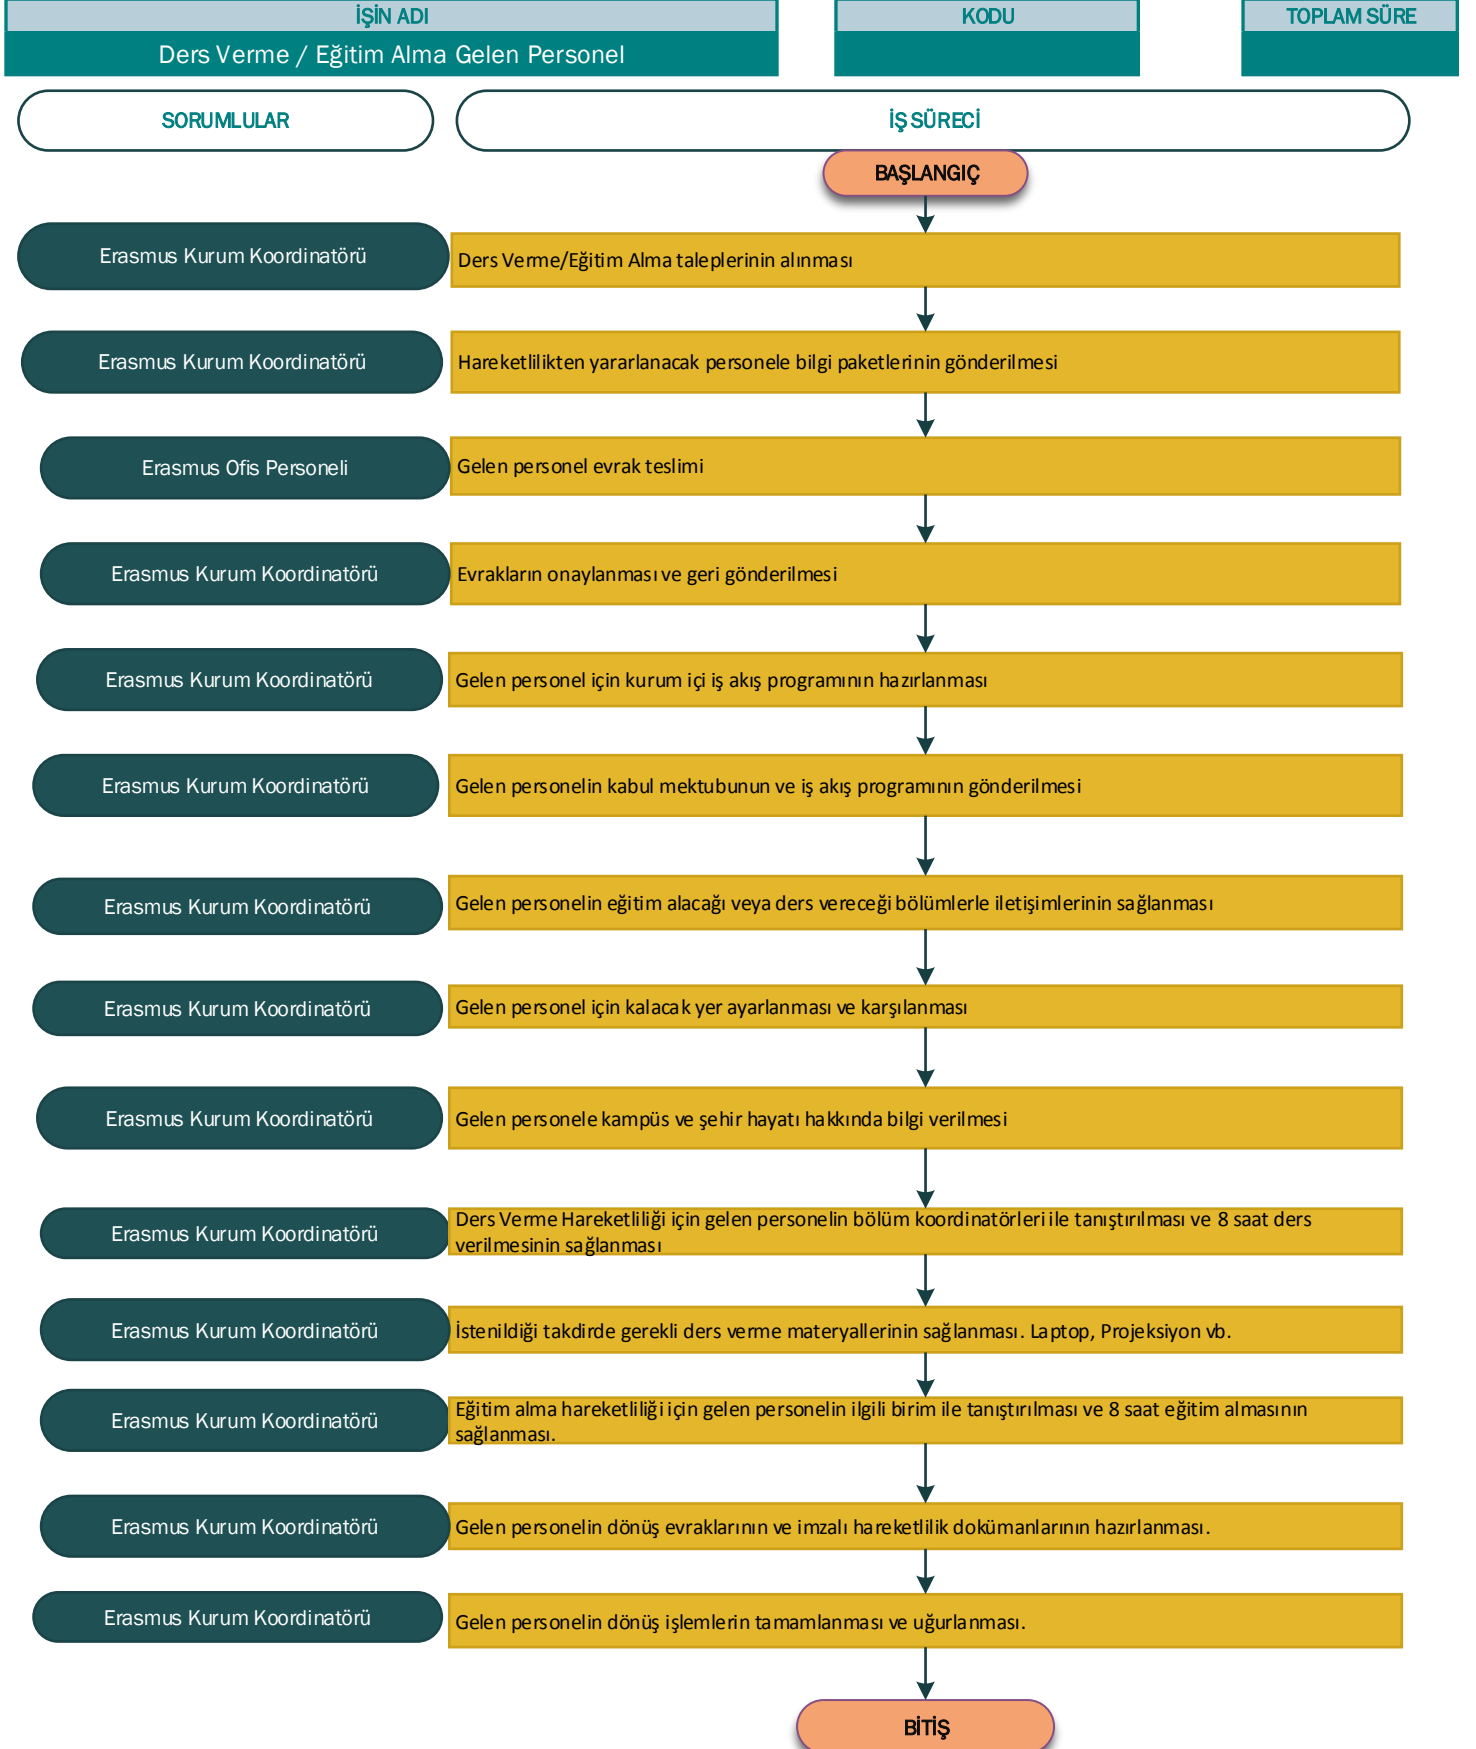 İŞİN ADI
KODU
TOPLAM SÜRE
Ders Verme / Eğitim Alma Gelen Personel
SORUMLULAR
İŞ SÜRECİ
BAŞLANGIÇ
Erasmus Kurum Koordinatörü
Ders Verme/Eğitim Alma taleplerinin alınması
Erasmus Kurum Koordinatörü
Hareketlilikten yararlanacak personele bilgi paketlerinin gönderilmesi
Erasmus Ofis Personeli
Gelen personel evrak teslimi
Erasmus Kurum Koordinatörü
Evrakların onaylanması ve geri gönderilmesi
Erasmus Kurum Koordinatörü
Gelen personel için kurum içi iş akış programının hazırlanması
Erasmus Kurum Koordinatörü
Gelen personelin kabul mektubunun ve iş akış programının gönderilmesi
Erasmus Kurum Koordinatörü
Gelen personelin eğitim alacağı veya ders vereceği bölümlerle iletişimlerinin sağlanması
Erasmus Kurum Koordinatörü
Gelen personel için kalacak yer ayarlanması ve karşılanması
Erasmus Kurum Koordinatörü
Gelen personele kampüs ve şehir hayatı hakkında bilgi verilmesi
Erasmus Kurum Koordinatörü
Ders Verme Hareketliliği için gelen personelin bölüm koordinatörleri ile tanıştırılması ve 8 saat ders
verilmesinin sağlanması
Erasmus Kurum Koordinatörü
İstenildiği takdirde gerekli ders verme materyallerinin sağlanması. Laptop, Projeksiyon vb.
Erasmus Kurum Koordinatörü
Eğitim alma hareketliliği için gelen personelin ilgili birim ile tanıştırılması ve 8 saat eğitim almasının
sağlanması.
Erasmus Kurum Koordinatörü
Gelen personelin dönüş evraklarının ve imzalı hareketlilik dokümanlarının hazırlanması.
Erasmus Kurum Koordinatörü
Gelen personelin dönüş işlemlerin tamamlanması ve uğurlanması.
BİTİŞ